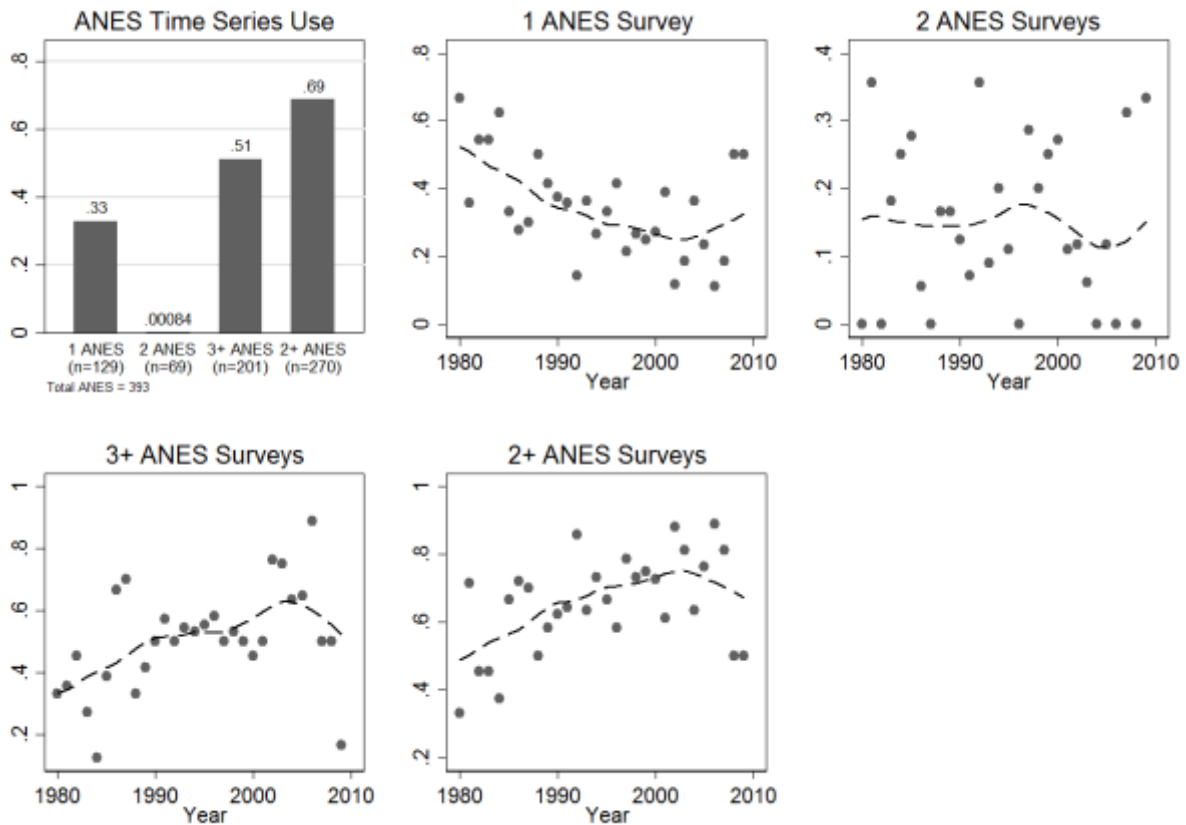 ANES Time Series Use
.8
.6
.4
.2
0
.33
.00084
.51
.69
1 ANES
(n=129)
2 ANES
(n=69)
3+ ANES
(n=201)
2+ ANES
(n=270)
Total ANES = 393
1 ANES Survey
.8
.6
.4
.2
0
1980 1990 2000 2010
Year
2 ANES Surveys
.4
.3
.2
.1
0
1980 1990 2000 2010
Year
3+ ANES Surveys
1
.8
.6
.4
.2
1980 1990 2000 2010
Year
2+ ANES Surveys
1
.8
.6
.4
.2
1980 1990 2000 2010
Year